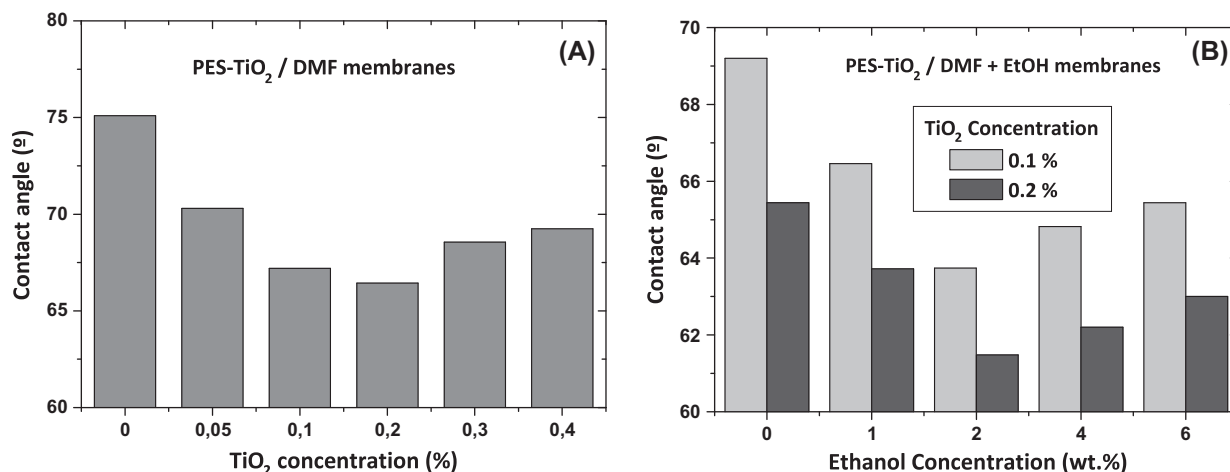 (A)
PES-TiO₂ / DMF membranes
Contact angle (º)
80
75
70
65
60
0 0,05 0,1 0,2 0,3 0,4
TiO₂ concentration (%)
(B)
PES-TiO₂ / DMF + EtOH membranes
TiO₂ Concentration
0.1 %
0.2 %
Contact angle (º)
70
68
66
64
62
60
0 1 2 4 6
Ethanol Concentration (wt.%)